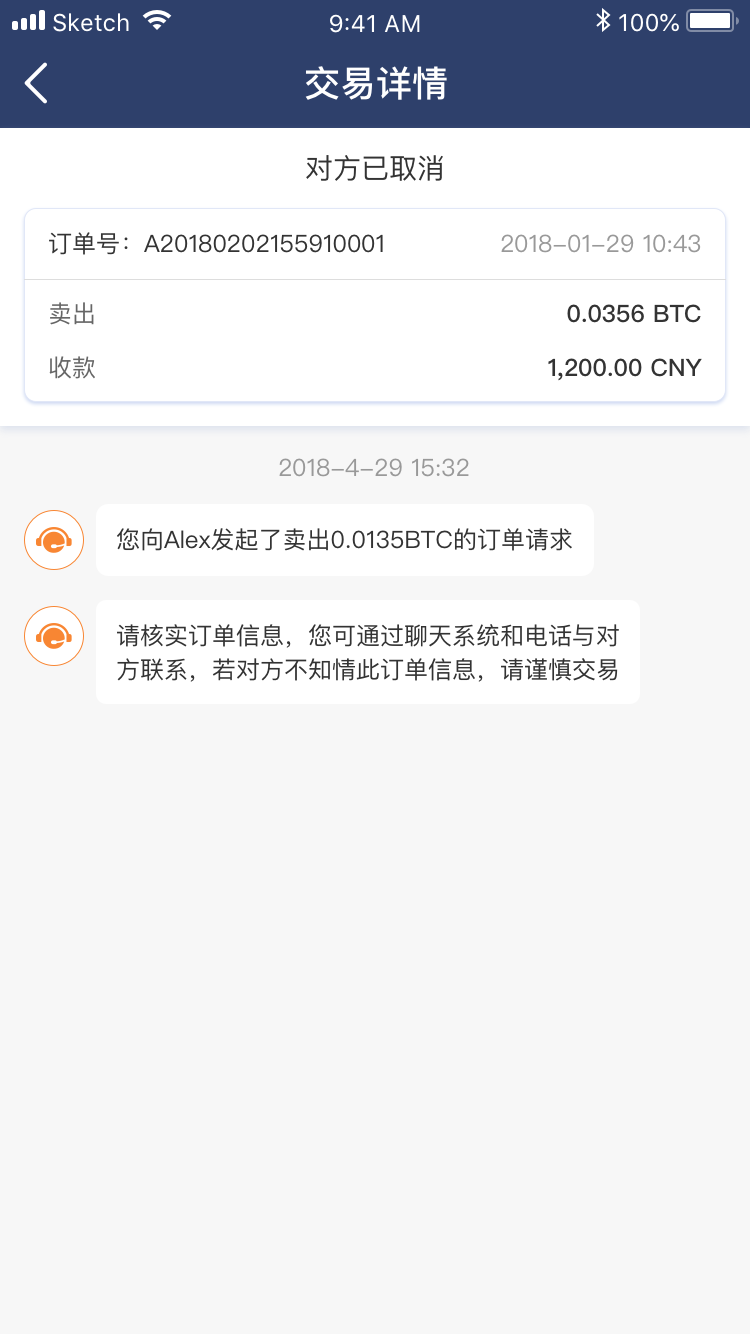 Sketch 9:41 AM 100%
交易详情
对方已取消
订单号：A20180202155910001 2018-01-29 10:43
卖出 0.0356 BTC
收款 1,200.00 CNY
2018-4-29 15:32
您向Alex发起了卖出0.0135BTC的订单请求
请核实订单信息，您可通过聊天系统和电话与对
方联系，若对方不知情此订单信息，请谨慎交易